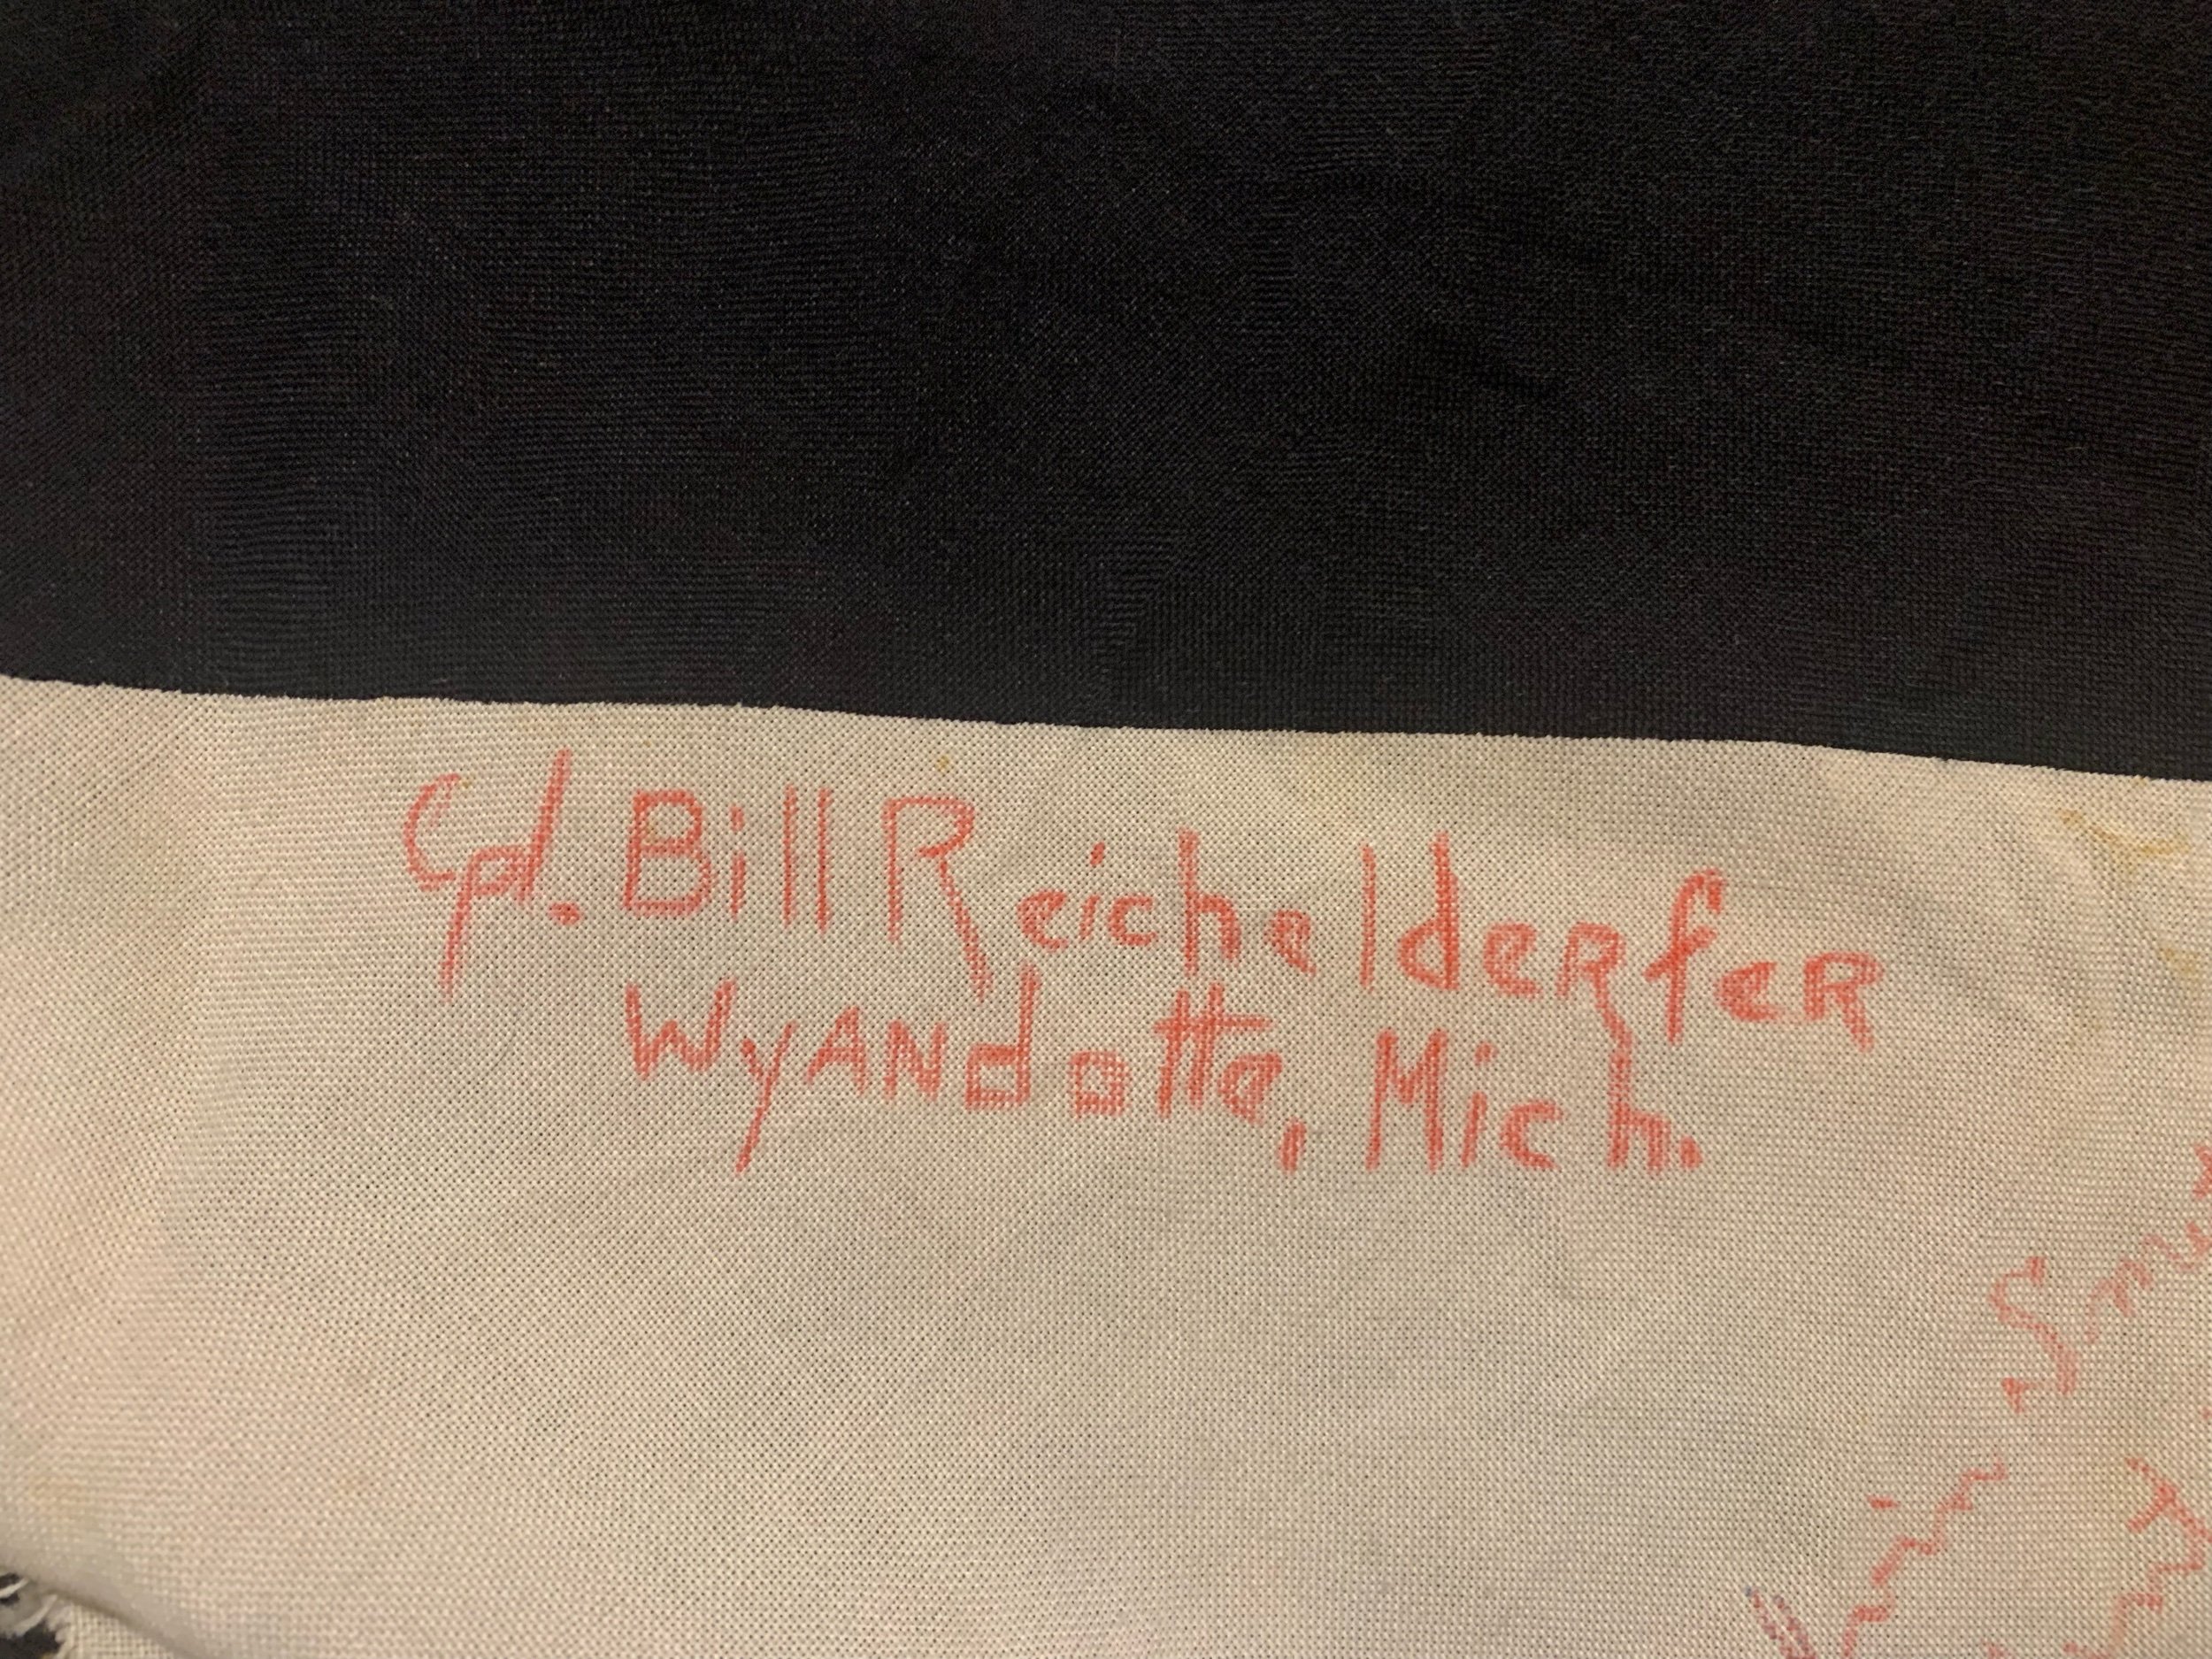 Cpl. Bill Reichelderfer
Wyandotte, Mich.